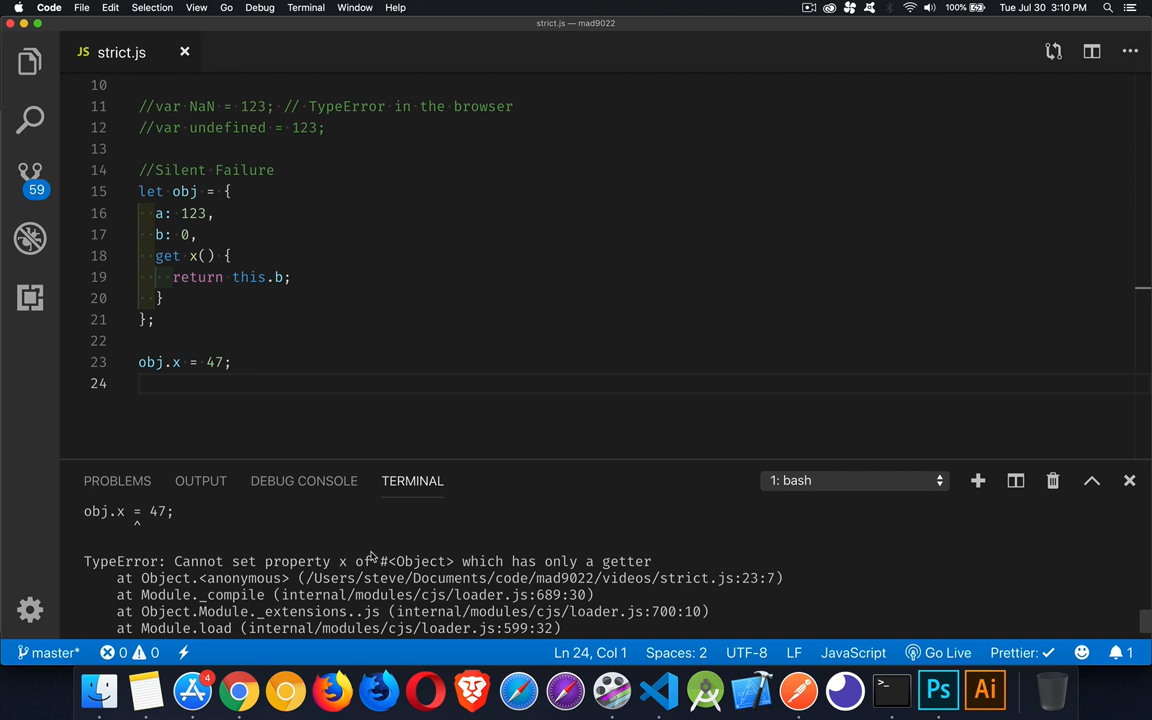 Code File Edit Selection View Go Debug Terminal Window Help 100% Tue Jul 30 3:10 PM
strict.js — mad9022
JS strict.js
10
11 //var NaN = 123; // TypeError in the browser
12 //var undefined = 123;
13
14 //Silent Failure
15 let obj = {
16 a: 123,
17 b: 0,
18 get x() {
19 return this.b;
20 }
21 };
22
23 obj.x = 47;
24
59
PROBLEMS OUTPUT DEBUG CONSOLE TERMINAL 1: bash
obj.x = 47;
^
TypeError: Cannot set property x of #<Object> which has only a getter
at Object.<anonymous> (/Users/steve/Documents/code/mad9022/videos/strict.js:23:7)
at Module._compile (internal/modules/cjs/loader.js:689:30)
at Object.Module._extensions..js (internal/modules/cjs/loader.js:700:10)
at Module.load (internal/modules/cjs/loader.js:599:32)
master* 0 0 Ln 24, Col 1 Spaces: 2 UTF-8 LF JavaScript Go Live Prettier: ✓ 1
4
>_ Ps Ai